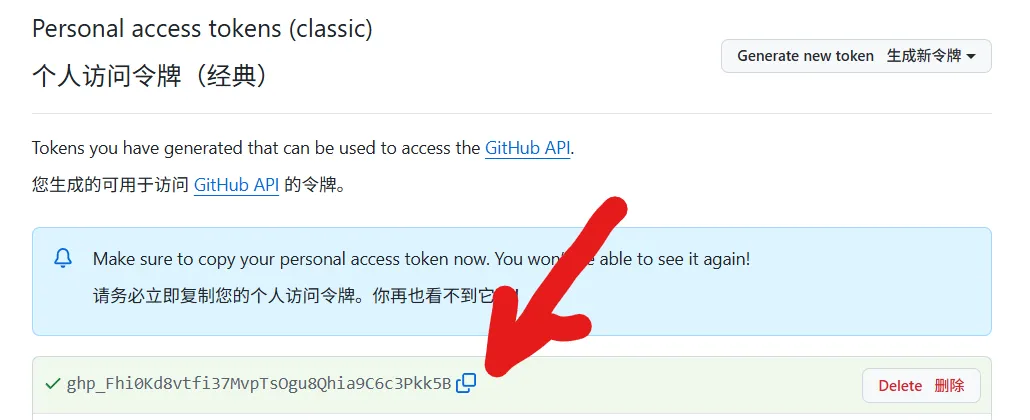 Personal access tokens (classic)
个人访问令牌（经典）
Generate new token 生成新令牌
Tokens you have generated that can be used to access the GitHub API.
您生成的可用于访问 GitHub API 的令牌。
Make sure to copy your personal access token now. You won't be able to see it again!
请务必立即复制您的个人访问令牌。你再也看不到它
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
Delete 删除